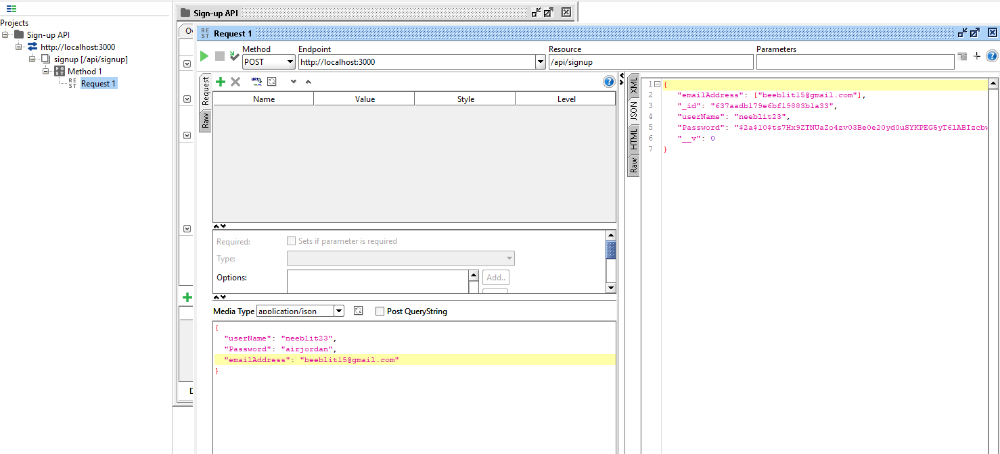 Projects
Sign-up API
http://localhost:3000
signup [/api/signup]
Method 1
REST Request 1
Sign-up API
REST Request 1
Method Endpoint Resource Parameters
POST http://localhost:3000 /api/signup
Request
Raw
Name Value Style Level
Required: Sets if parameter is required
Type:
Options: Add..
Media Type application/json Post QueryString
{
"userName": "neeblit23",
"Password": "airjordan",
"emailAddress": "beeblit15@gmail.com"
}
XML
JSON
HTML
Raw
1 {
2 "emailAddress": ["beeblit15@gmail.com"],
3 "_id": "637aadb179e6bf19883b1a33",
4 "userName": "neeblit23",
5 "Password":
6 "__v": 0
7 }